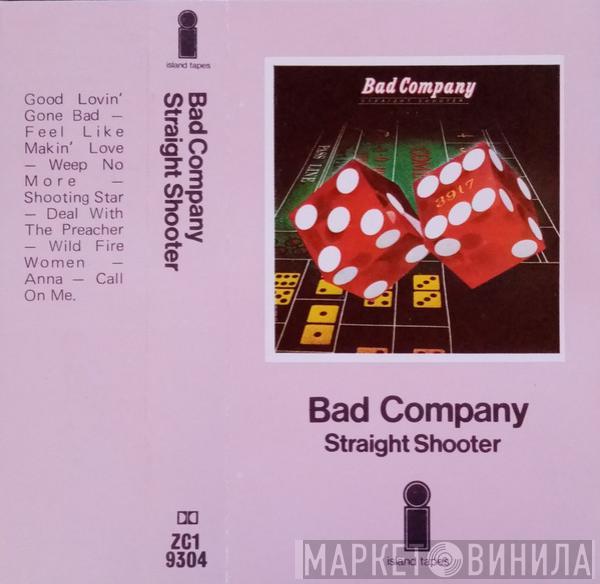 Good Lovin'
Gone Bad —
Feel Like
Makin' Love
— Weep No
More —
Shooting Star
— Deal With
The Preacher
— Wild Fire
Women —
Anna — Call
On Me.
island tapes
Bad Company
Straight Shooter
ZC1
9304
Bad Company
STRAIGHT SHOOTER
PASS LINE
3917
Bad Company
Straight Shooter
island tapes
МАРКЕТ ВИНИЛА